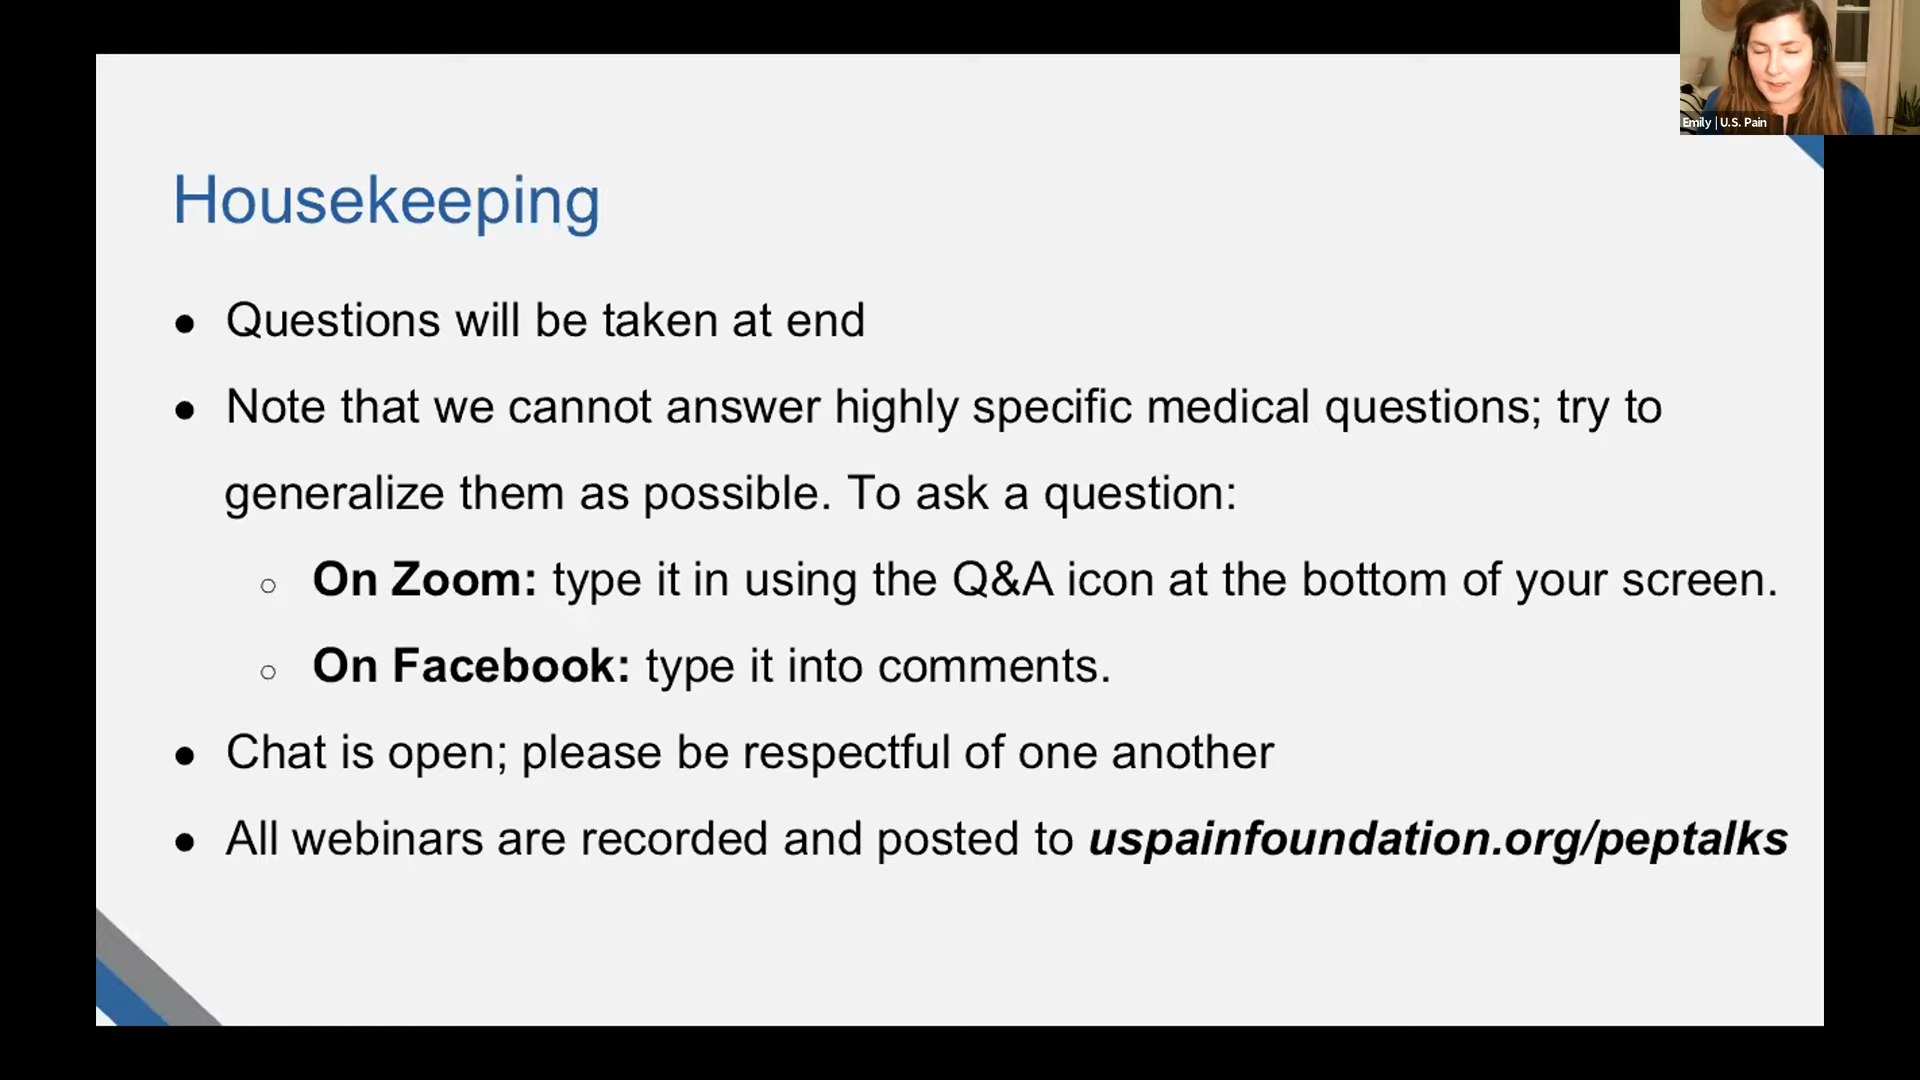 Emily | U.S. Pain
Housekeeping
● Questions will be taken at end
● Note that we cannot answer highly specific medical questions; try to
generalize them as possible. To ask a question:
○ On Zoom: type it in using the Q&A icon at the bottom of your screen.
○ On Facebook: type it into comments.
● Chat is open; please be respectful of one another
● All webinars are recorded and posted to uspainfoundation.org/peptalks